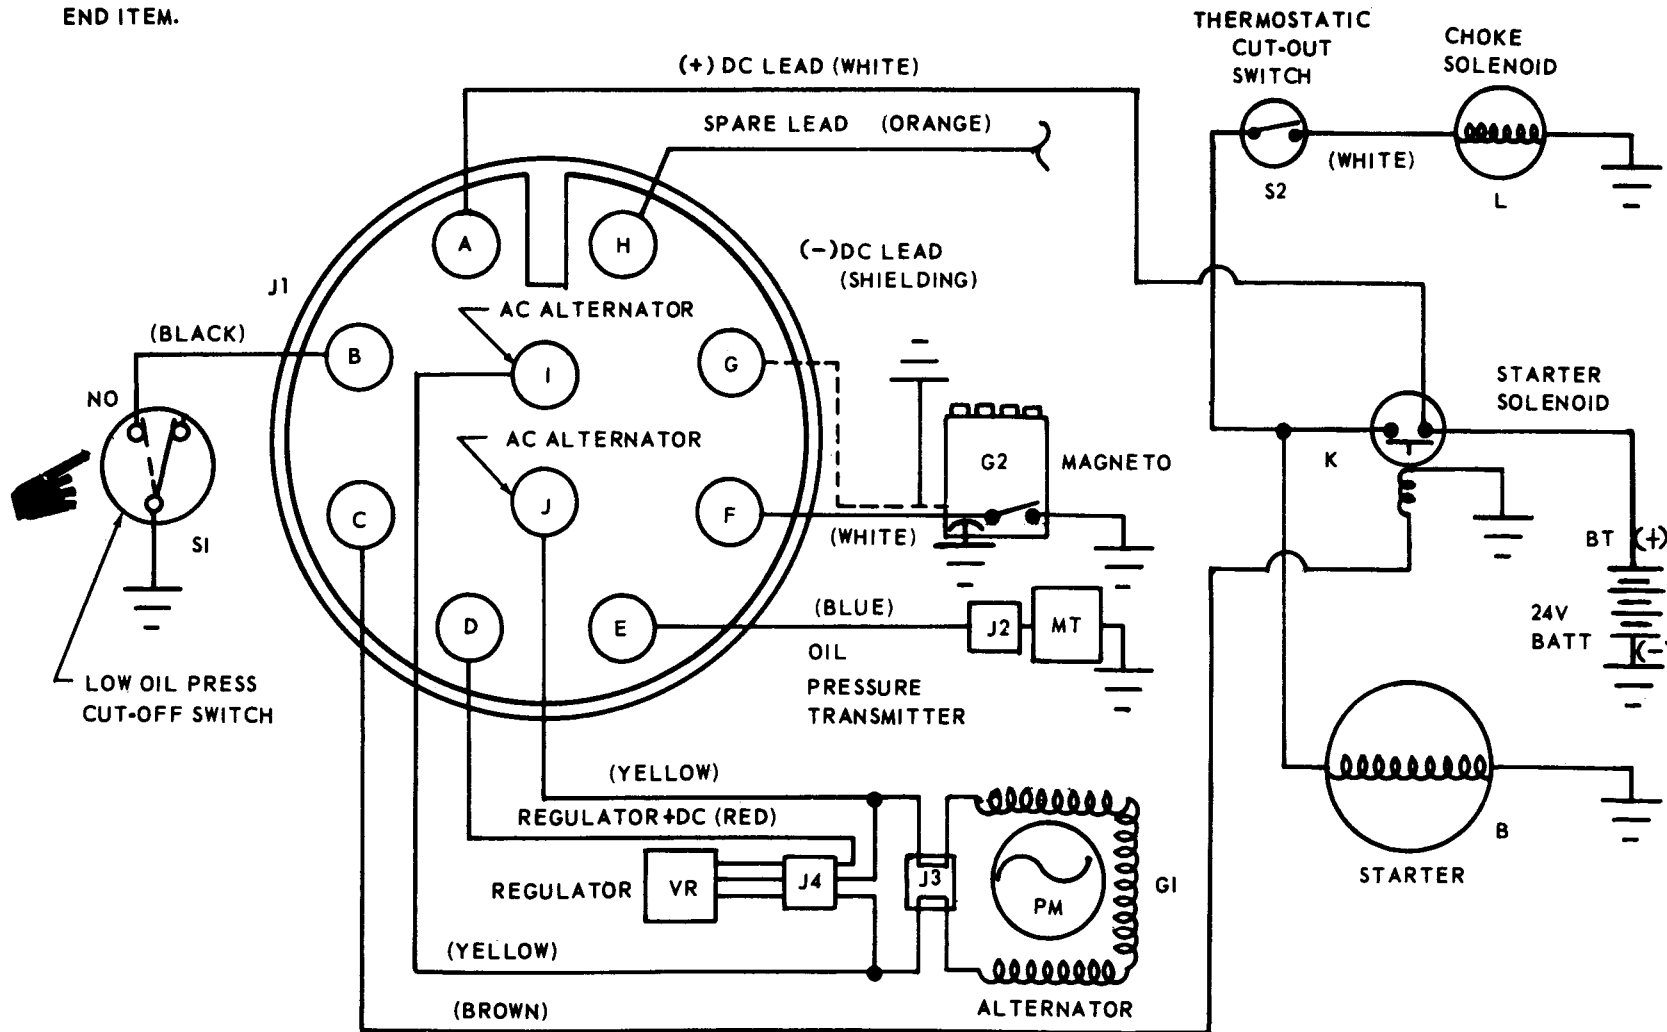 END ITEM.
THERMOSTATIC
CUT-OUT
SWITCH
CHOKE
SOLENOID
(+) DC LEAD (WHITE)
SPARE LEAD (ORANGE)
(WHITE)
S2
L
A
H
(-)DC LEAD
(SHIELDING)
J1
AC ALTERNATOR
(BLACK)
B
I
G
NO
STARTER
SOLENOID
AC ALTERNATOR
K
G2
MAGNETO
C
J
F
S1
(WHITE)
BT
(+)
24V
BATT
(-)
D
E
(BLUE)
J2
MT
OIL
PRESSURE
TRANSMITTER
LOW OIL PRESS
CUT-OFF SWITCH
(YELLOW)
REGULATOR+DC (RED)
B
STARTER
REGULATOR
VR
J4
J3
PM
G1
(YELLOW)
ALTERNATOR
(BROWN)